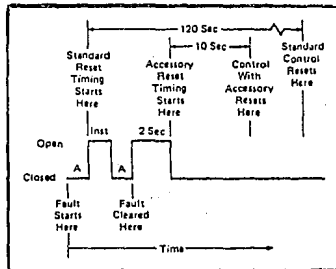 120 Sec
10 Sec
Standard
Reset
Timing
Starts
Here
Accessory
Reset
Timing
Starts
Here
Control
With
Accessory
Resets
Here
Standard
Control
Resets
Here
Inst
2 Sec
Open
A
A
Closed
Fault
Starts
Here
Fault
Cleared
Here
Time